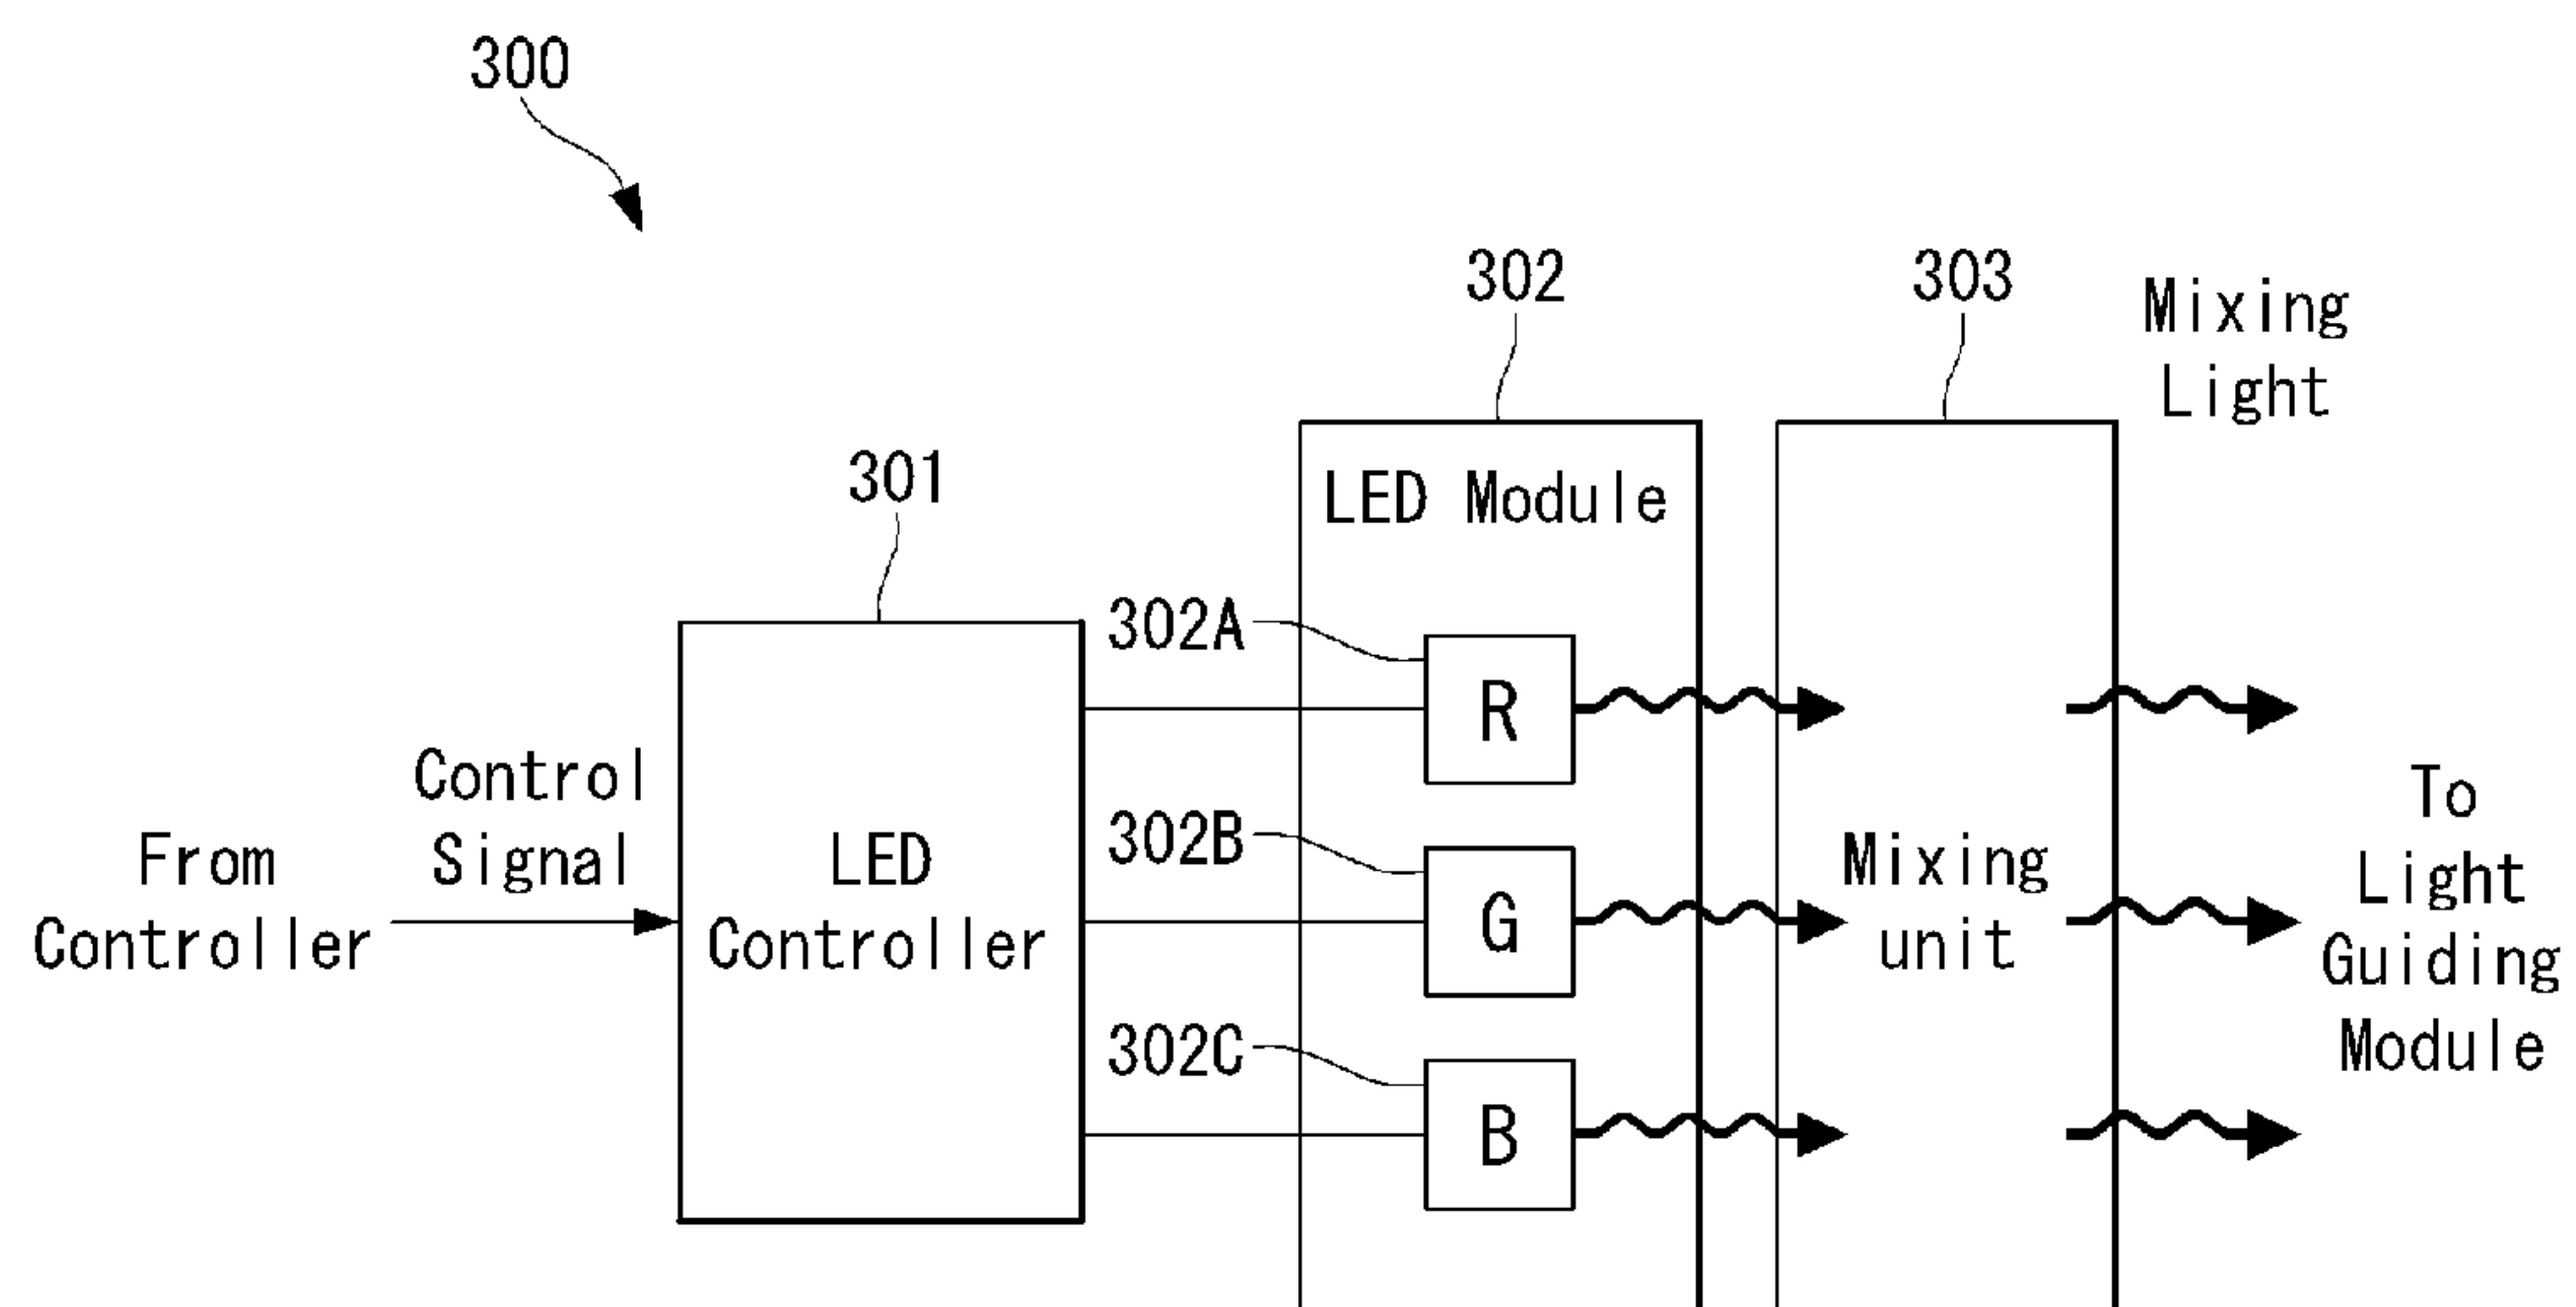 300
302
303
Mixing
Light
301
LED Module
302A
R
Control
Signal
From
Controller
LED
Controller
302B
G
Mixing
unit
To
Light
Guiding
Module
302C
B